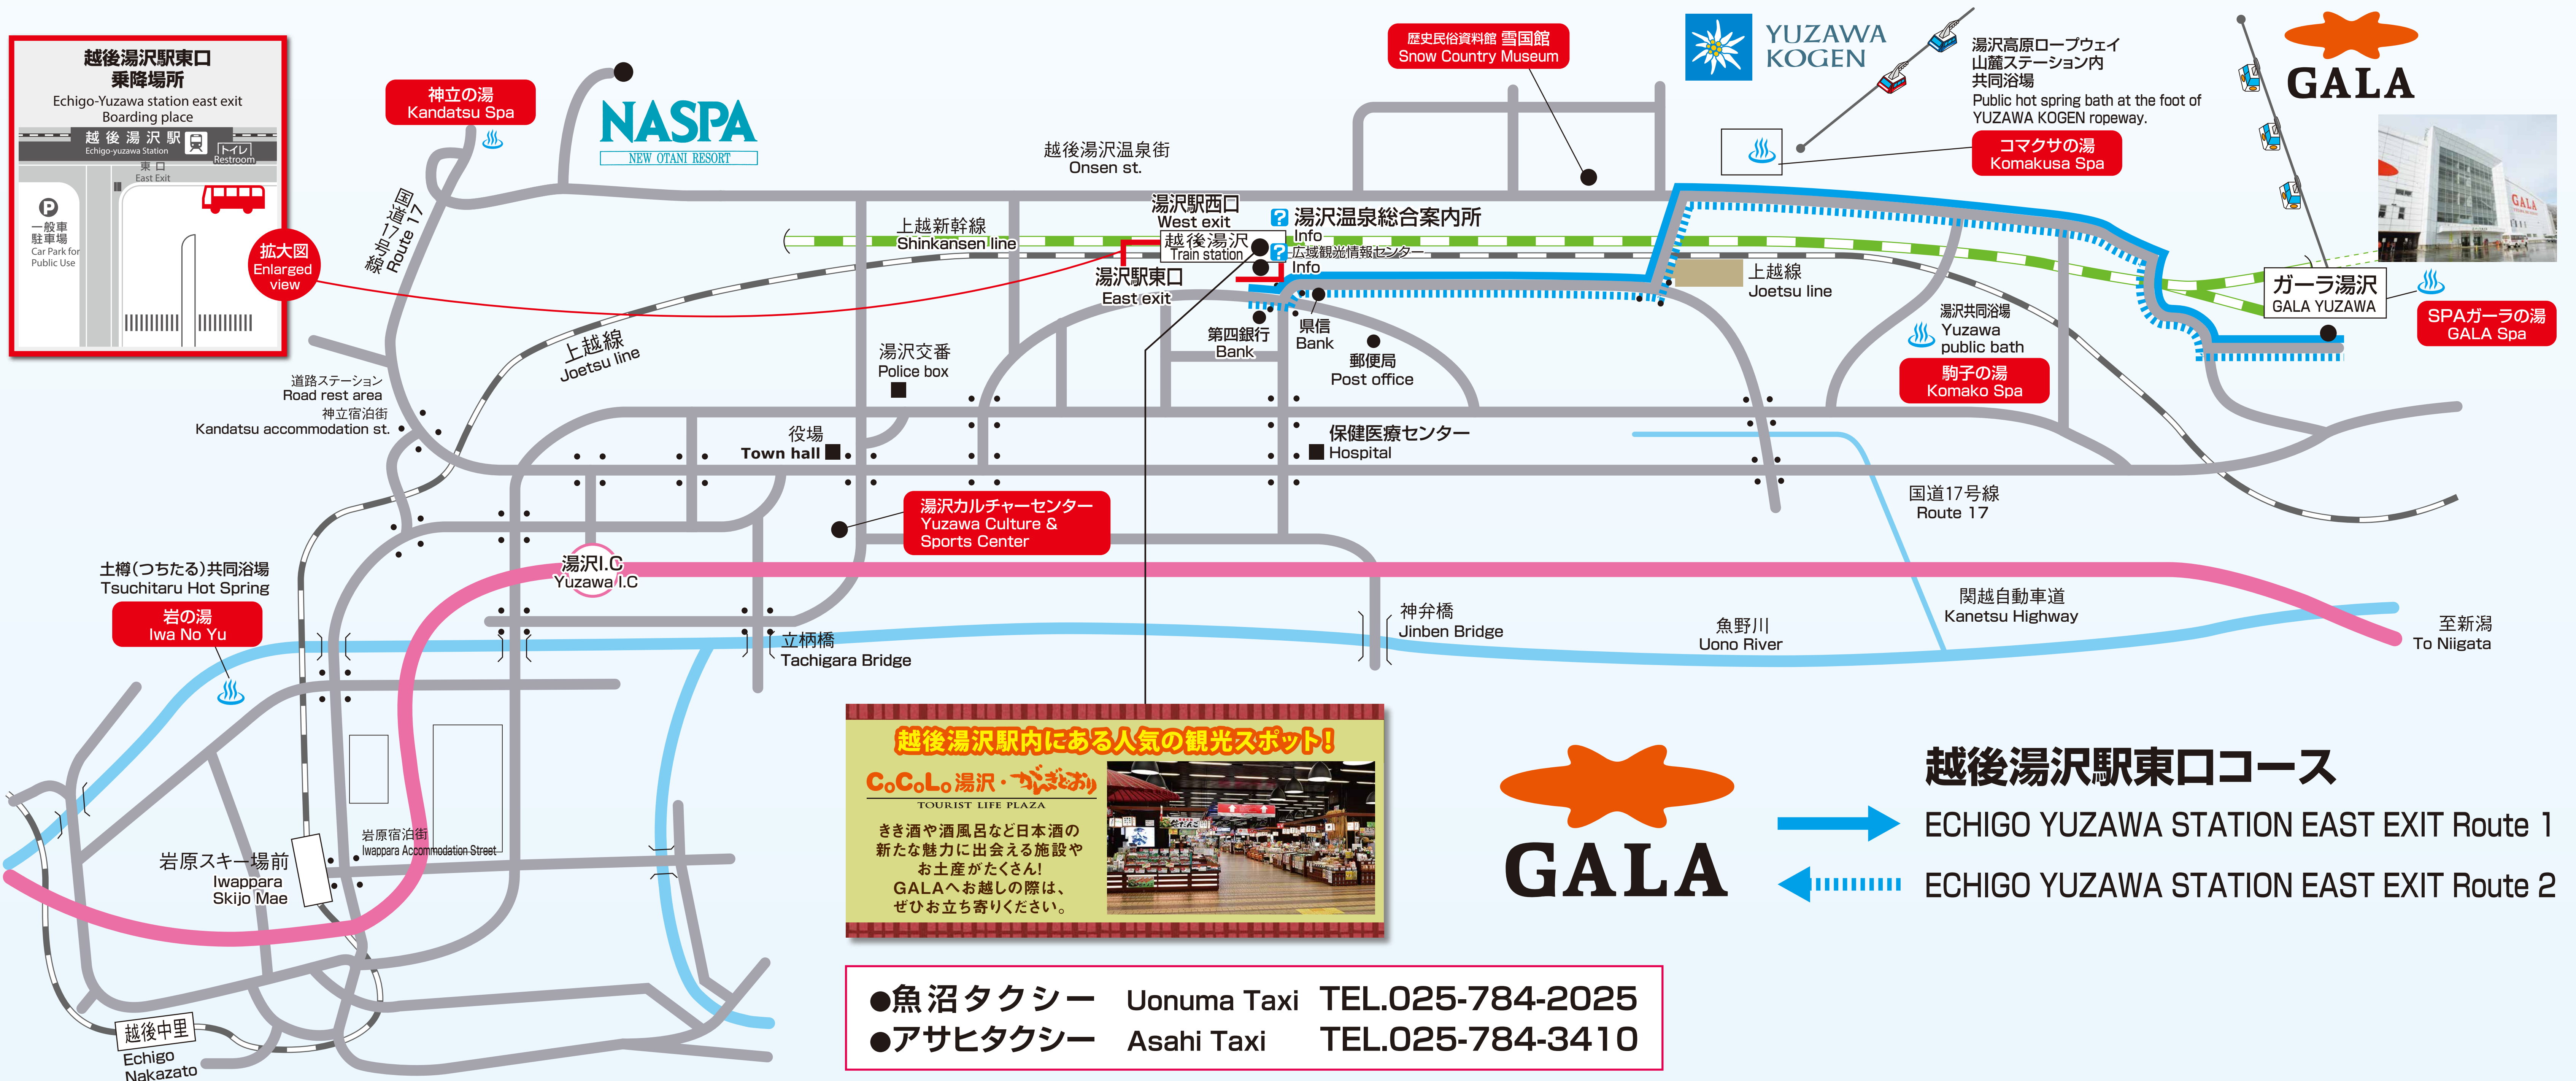 越後湯沢駅東口
乗降場所
Echigo-Yuzawa station east exit
Boarding place
越後湯沢駅
Echigo-yuzawa Station
トイレ
Restroom
東口
East Exit
P
一般車
駐車場
Car Park for
Public Use
拡大図
Enlarged
view
神立の湯
Kandatsu Spa
NASPA
NEW OTANI RESORT
国道17号線
Route 17
越後湯沢温泉街
Onsen st.
上越新幹線
Shinkansen line
湯沢駅西口
West exit
越後湯沢
Train station
湯沢駅東口
East exit
?
湯沢温泉総合案内所
Info
?
広域観光情報センター
Info
歴史民俗資料館 雪国館
Snow Country Museum
YUZAWA
KOGEN
湯沢高原ロープウェイ
山麓ステーション内
共同浴場
Public hot spring bath at the foot of
YUZAWA KOGEN ropeway.
コマクサの湯
Komakusa Spa
GALA
GALA
ガーラ湯沢
GALA YUZAWA
SPAガーラの湯
GALA Spa
上越線
Joetsu line
湯沢共同浴場
Yuzawa
public bath
駒子の湯
Komako Spa
上越線
Joetsu line
第四銀行
Bank
県信
Bank
郵便局
Post office
湯沢交番
Police box
道路ステーション
Road rest area
神立宿泊街
Kandatsu accommodation st.
役場
Town hall
保健医療センター
Hospital
湯沢カルチャーセンター
Yuzawa Culture &
Sports Center
国道17号線
Route 17
湯沢I.C
Yuzawa I.C
土樽(つちたる)共同浴場
Tsuchitaru Hot Spring
岩の湯
Iwa No Yu
立柄橋
Tachigara Bridge
神弁橋
Jinben Bridge
魚野川
Uono River
関越自動車道
Kanetsu Highway
至新潟
To Niigata
岩原宿泊街
Iwappara Accommodation Street
岩原スキー場前
Iwappara
Skijo Mae
越後中里
Echigo
Nakazato
越後湯沢駅内にある人気の観光スポット!
CoCoLo湯沢・がんぎどおり
TOURIST LIFE PLAZA
きき酒や酒風呂など日本酒の
新たな魅力に出会える施設や
お土産がたくさん!
GALAへお越しの際は、
ぜひお立ち寄りください。
GALA
越後湯沢駅東口コース
ECHIGO YUZAWA STATION EAST EXIT Route 1
ECHIGO YUZAWA STATION EAST EXIT Route 2
●魚沼タクシー Uonuma Taxi TEL.025-784-2025
●アサヒタクシー Asahi Taxi TEL.025-784-3410